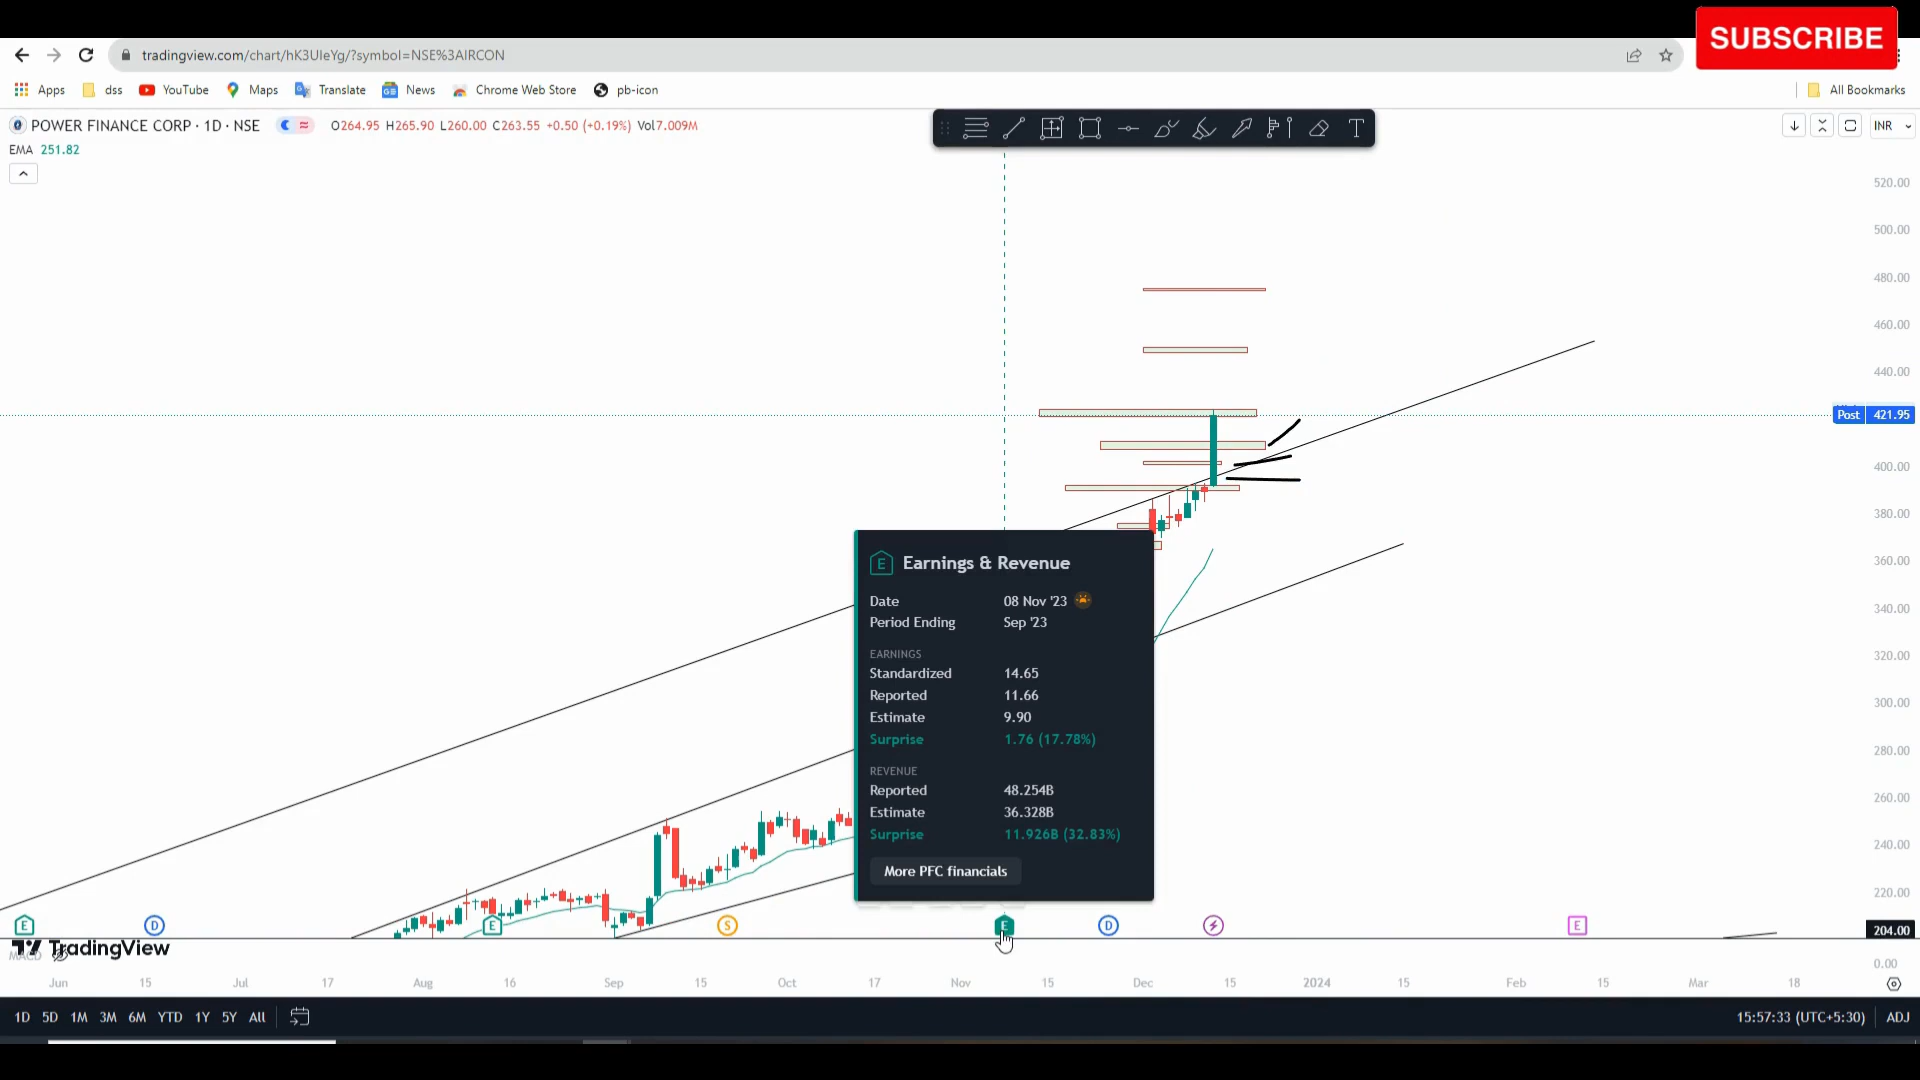 SUBSCRIBE
tradingview.com/chart/hK3UIeYg/?symbol=NSE%3AIRCON
Apps dss YouTube Maps Translate News Chrome Web Store pb-icon All Bookmarks
POWER FINANCE CORP · 1D · NSE O264.95 H265.90 L260.00 C263.55 +0.50 (+0.19%) Vol7.009M INR
EMA 251.82
520.00
500.00
480.00
460.00
440.00
Post 421.95
400.00
380.00
360.00
340.00
320.00
300.00
280.00
260.00
240.00
220.00
204.00
0.00
E Earnings & Revenue
Date 08 Nov '23
Period Ending Sep '23
EARNINGS
Standardized 14.65
Reported 11.66
Estimate 9.90
Surprise 1.76 (17.78%)
REVENUE
Reported 48.254B
Estimate 36.328B
Surprise 11.926B (32.83%)
More PFC financials
E D E S E D E
TradingView
MACD
Jun 15 Jul 17 Aug 16 Sep 15 Oct 17 Nov 15 Dec 15 2024 15 Feb 15 Mar 18
1D 5D 1M 3M 6M YTD 1Y 5Y All 15:57:33 (UTC+5:30) ADJ